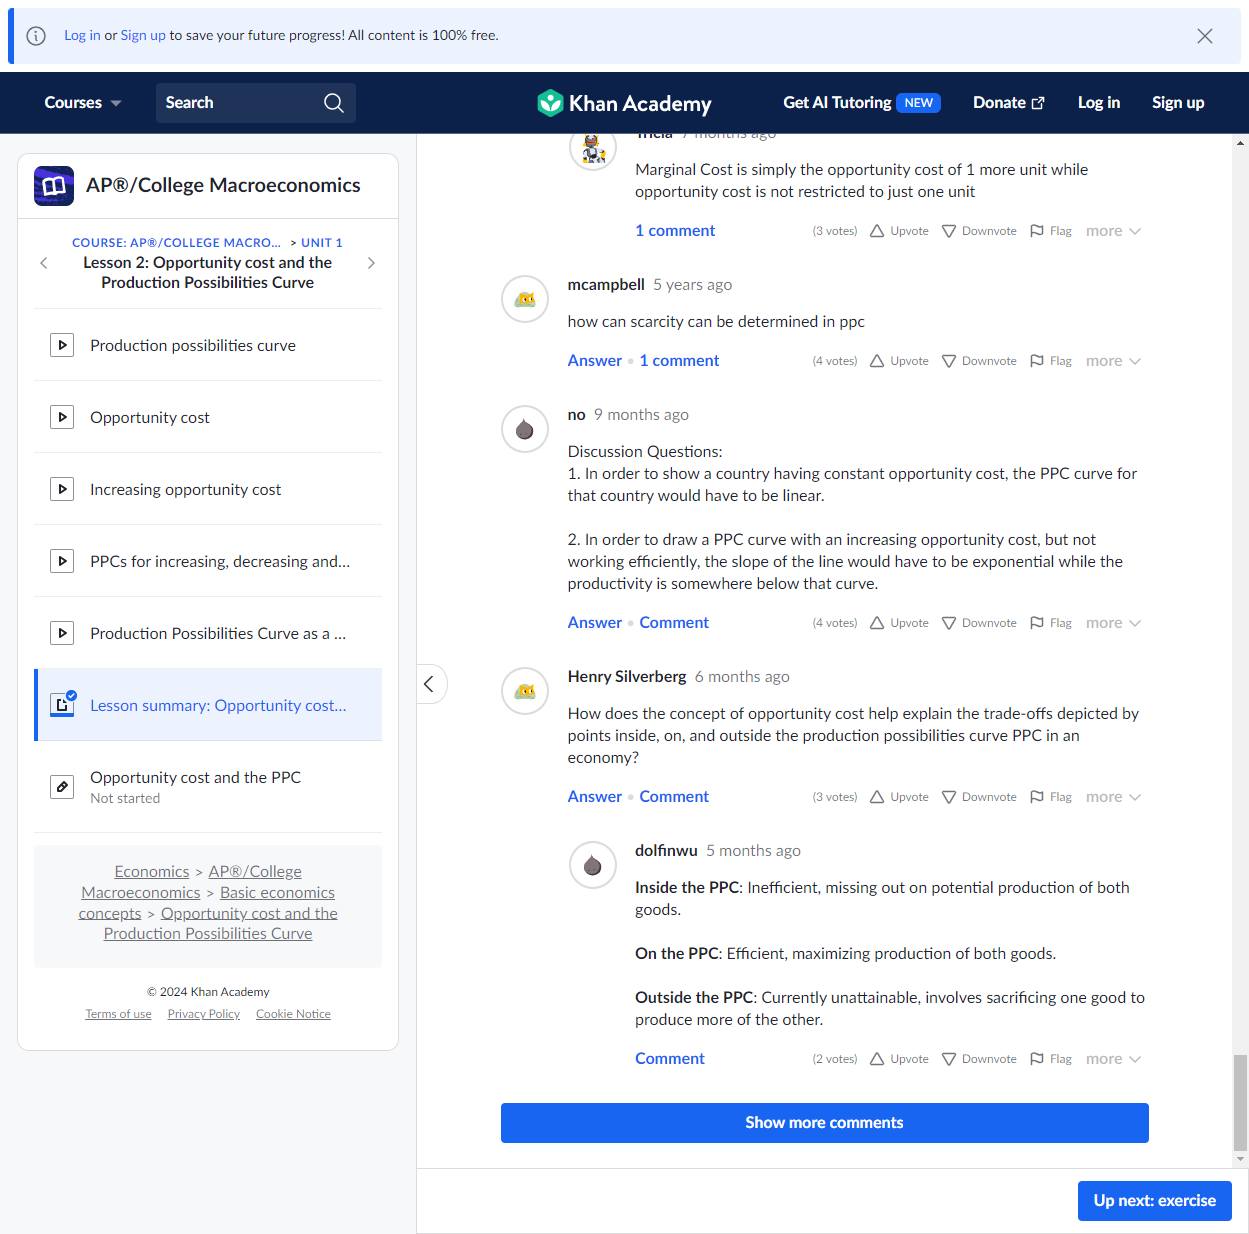 Log in or Sign up to save your future progress! All content is 100% free.
Courses
Search
Khan Academy
Get AI Tutoring NEW
Donate
Log in
Sign up
AP®/College Macroeconomics
COURSE: AP®/COLLEGE MACRO... > UNIT 1
Lesson 2: Opportunity cost and the
Production Possibilities Curve
Production possibilities curve
Opportunity cost
Increasing opportunity cost
PPCs for increasing, decreasing and...
Production Possibilities Curve as a ...
Lesson summary: Opportunity cost...
Opportunity cost and the PPC
Not started
Economics > AP®/College
Macroeconomics > Basic economics
concepts > Opportunity cost and the
Production Possibilities Curve
© 2024 Khan Academy
Terms of use Privacy Policy Cookie Notice
Tricia 7 months ago
Marginal Cost is simply the opportunity cost of 1 more unit while
opportunity cost is not restricted to just one unit
1 comment (3 votes) Upvote Downvote Flag more
mcampbell 5 years ago
how can scarcity can be determined in ppc
Answer • 1 comment (4 votes) Upvote Downvote Flag more
no 9 months ago
Discussion Questions:
1. In order to show a country having constant opportunity cost, the PPC curve for
that country would have to be linear.
2. In order to draw a PPC curve with an increasing opportunity cost, but not
working efficiently, the slope of the line would have to be exponential while the
productivity is somewhere below that curve.
Answer • Comment (4 votes) Upvote Downvote Flag more
Henry Silverberg 6 months ago
How does the concept of opportunity cost help explain the trade-offs depicted by
points inside, on, and outside the production possibilities curve PPC in an
economy?
Answer • Comment (3 votes) Upvote Downvote Flag more
dolfinwu 5 months ago
Inside the PPC: Inefficient, missing out on potential production of both
goods.
On the PPC: Efficient, maximizing production of both goods.
Outside the PPC: Currently unattainable, involves sacrificing one good to
produce more of the other.
Comment (2 votes) Upvote Downvote Flag more
Show more comments
Up next: exercise